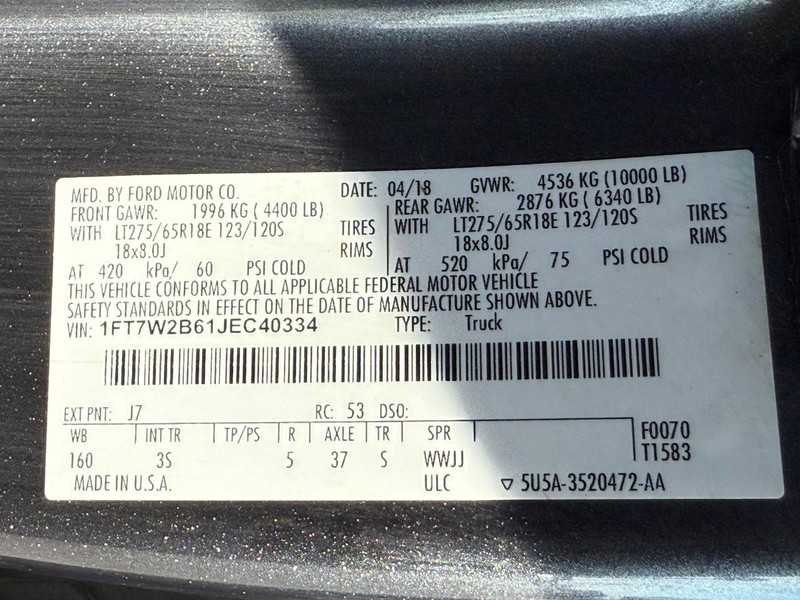 MFD. BY FORD MOTOR CO. DATE: 04/18 GVWR: 4536 KG (10000 LB)
FRONT GAWR: 1996 KG ( 4400 LB) REAR GAWR: 2876 KG ( 6340 LB)
WITH LT275/65R18E 123/120S TIRES WITH LT275/65R18E 123/120S TIRES
18x8.0J RIMS 18x8.0J RIMS
AT 420 kPa/ 60 PSI COLD AT 520 kPa/ 75 PSI COLD
THIS VEHICLE CONFORMS TO ALL APPLICABLE FEDERAL MOTOR VEHICLE
SAFETY STANDARDS IN EFFECT ON THE DATE OF MANUFACTURE SHOWN ABOVE.
VIN: 1FT7W2B61JEC40334 TYPE: Truck
EXT PNT: J7 RC: 53 DSO:
WB INT TR TP/PS R AXLE TR SPR F0070
160 3S 5 37 S WWJJ T1583
MADE IN U.S.A. ULC ▽ 5U5A-3520472-AA